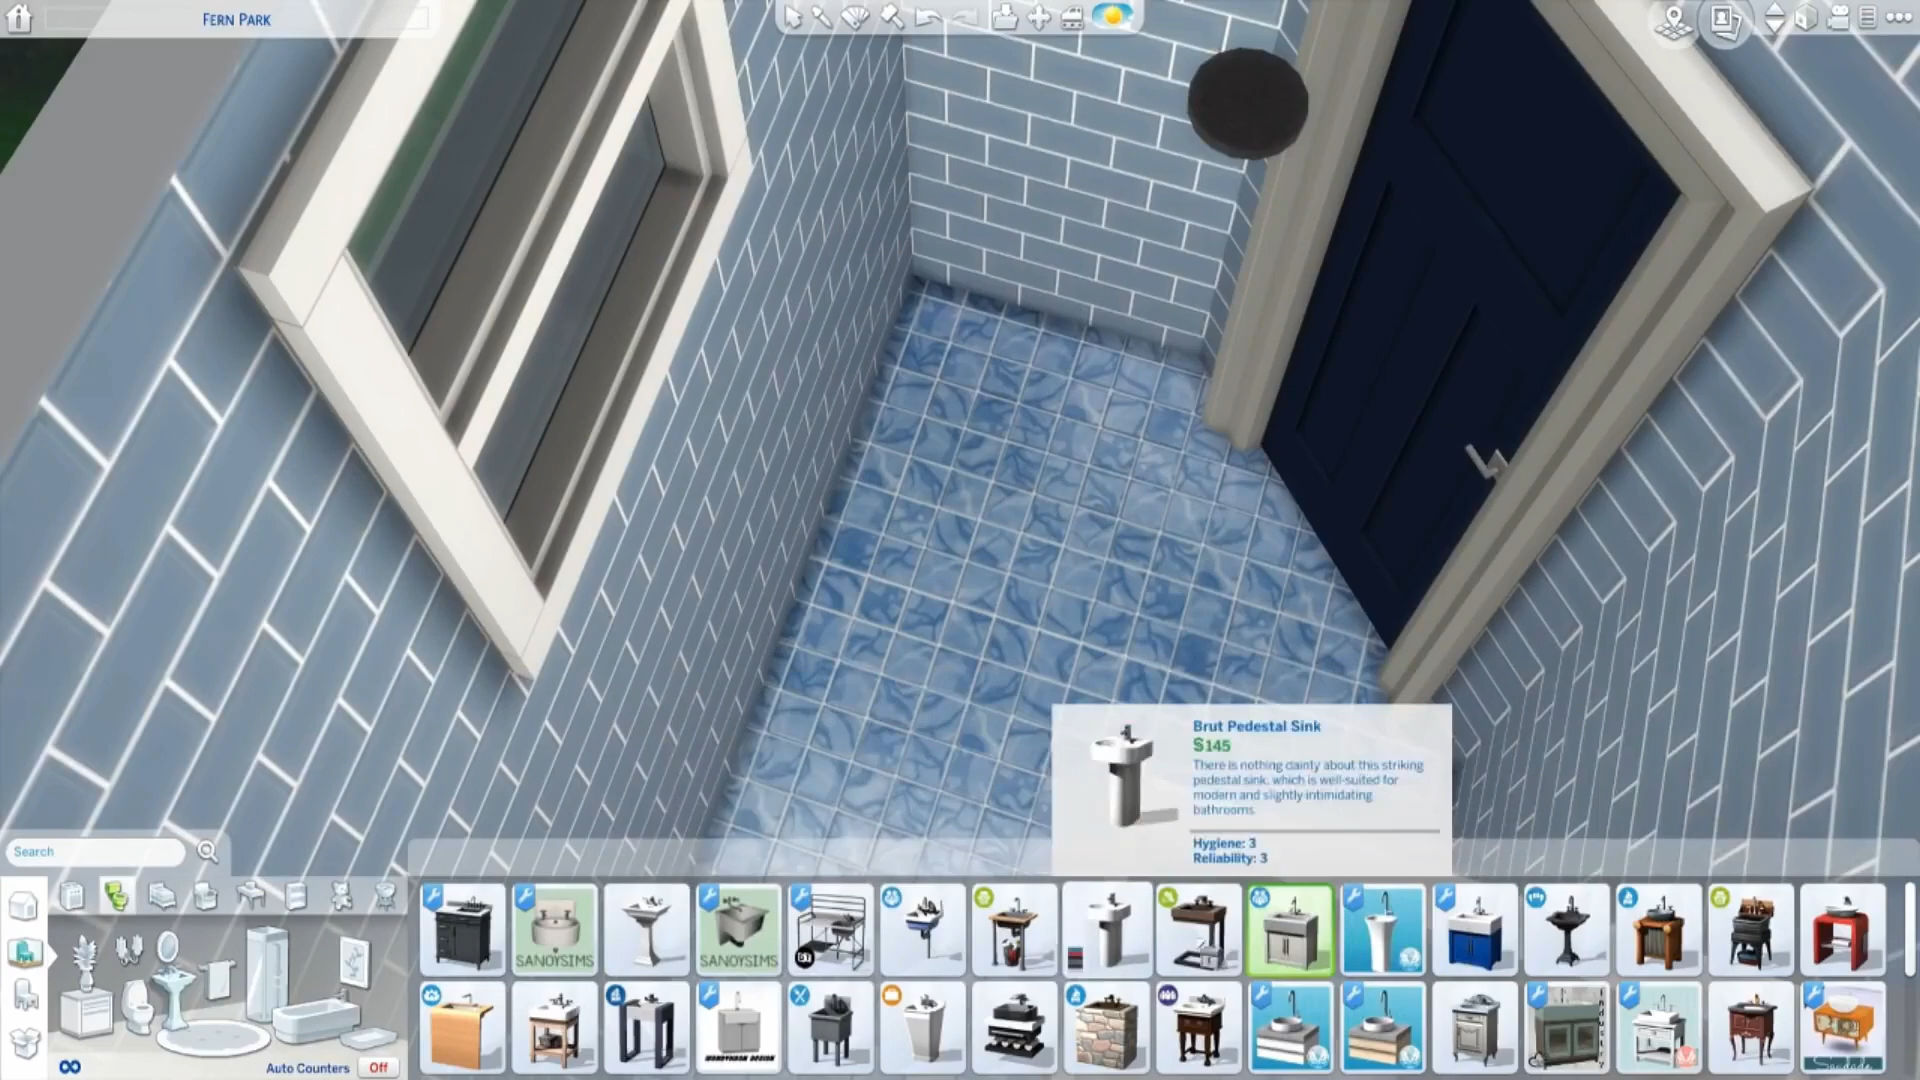 FERN PARK
Brut Pedestal Sink
§145
There is nothing dainty about this striking
pedestal sink, which is well-suited for
modern and slightly intimidating
bathrooms.
Hygiene: 3
Reliability: 3
Search
SANOYSIMS
SANOYSIMS
Auto Counters
Off